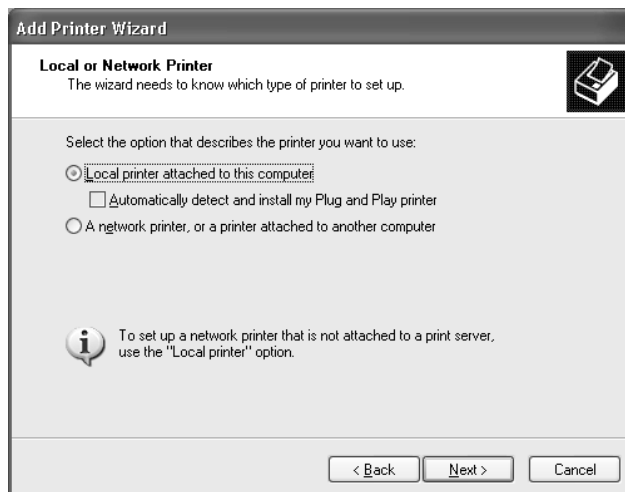 Add Printer Wizard
Local or Network Printer
The wizard needs to know which type of printer to set up.
Select the option that describes the printer you want to use:
Local printer attached to this computer
Automatically detect and install my Plug and Play printer
A network printer, or a printer attached to another computer
To set up a network printer that is not attached to a print server,
use the "Local printer" option.
< Back Next > Cancel